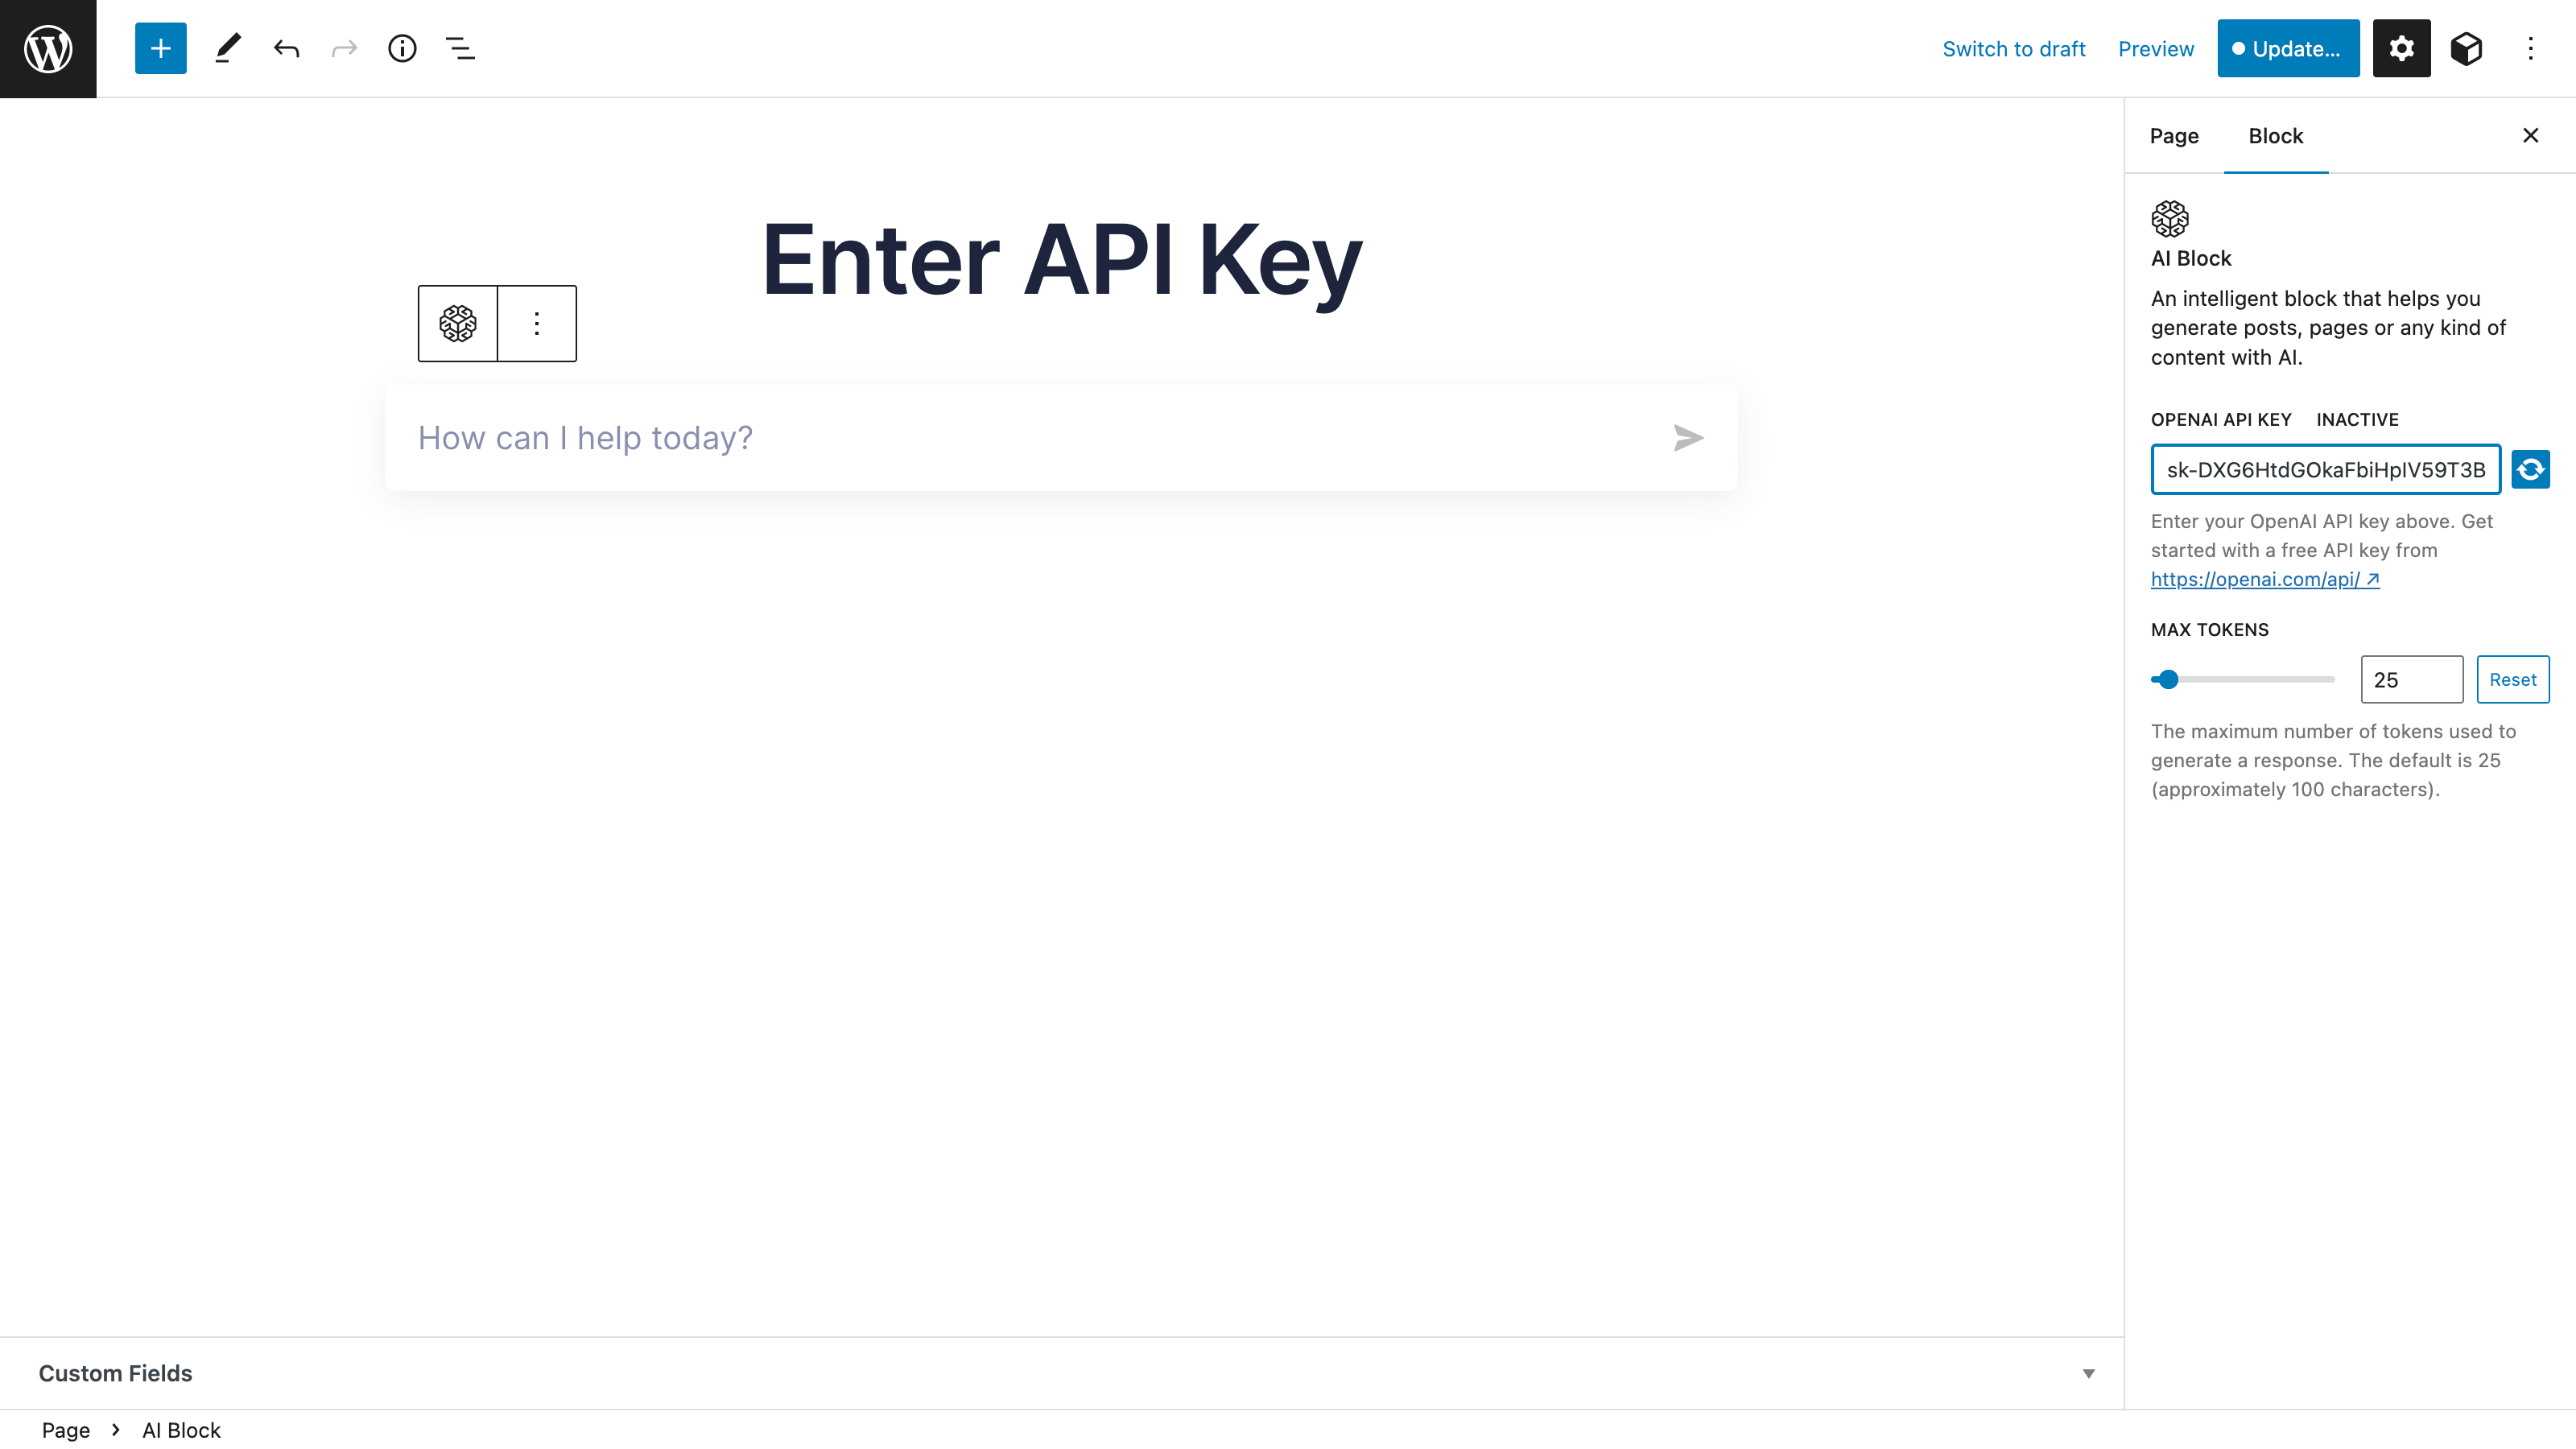 Switch to draft Preview Update...
Page Block
Enter API Key
AI Block
An intelligent block that helps you
generate posts, pages or any kind of
content with AI.
How can I help today?
OPENAI API KEY INACTIVE
sk-DXG6HtdGOkaFbiHplV59T3B
Enter your OpenAI API key above. Get
started with a free API key from
https://openai.com/api/
MAX TOKENS
25 Reset
The maximum number of tokens used to
generate a response. The default is 25
(approximately 100 characters).
Custom Fields
Page AI Block